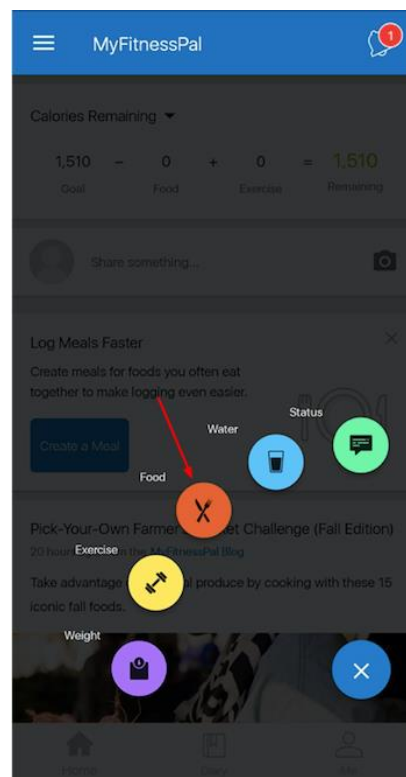 MyFitnessPal
1
Calories Remaining
1,510 - 0 + 0 = 1,510
Goal Food Exercise Remaining
Share something...
Log Meals Faster
Create meals for foods you often eat
together to make logging even easier.
Create a Meal
Status
Water
Food
Pick-Your-Own Farmer et Challenge (Fall Edition)
20 hour the MyFitnessPal Blog
Exercise
Take advantage al produce by cooking with these 15
iconic fall foods.
Weight
Home Diary Me